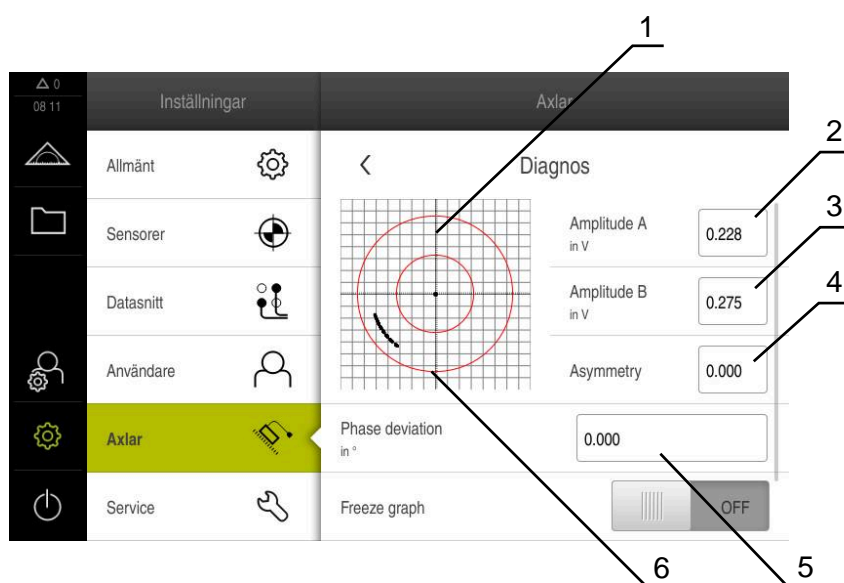 1
0
08 11
Inställningar
Axlar
Allmänt
Diagnos
2
Sensorer
Amplitude A
in V
0.228
3
Datasnitt
Amplitude B
in V
0.275
4
Användare
Asymmetry
0.000
Axlar
Phase deviation
in °
0.000
Service
Freeze graph
OFF
6
5